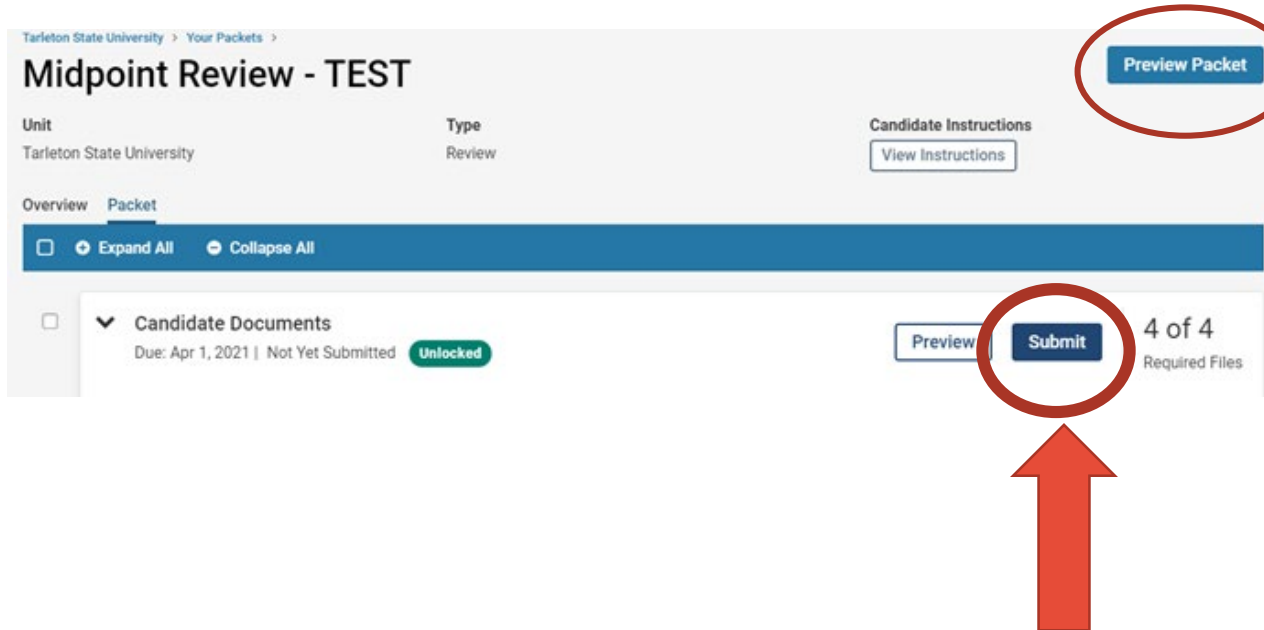 Tarleton State University > Your Packets >
Midpoint Review - TEST
Preview Packet
Unit
Type
Candidate Instructions
Tarleton State University
Review
View Instructions
Overview Packet
Expand All Collapse All
Candidate Documents
Due: Apr 1, 2021 | Not Yet Submitted Unlocked
Preview
Submit
4 of 4
Required Files